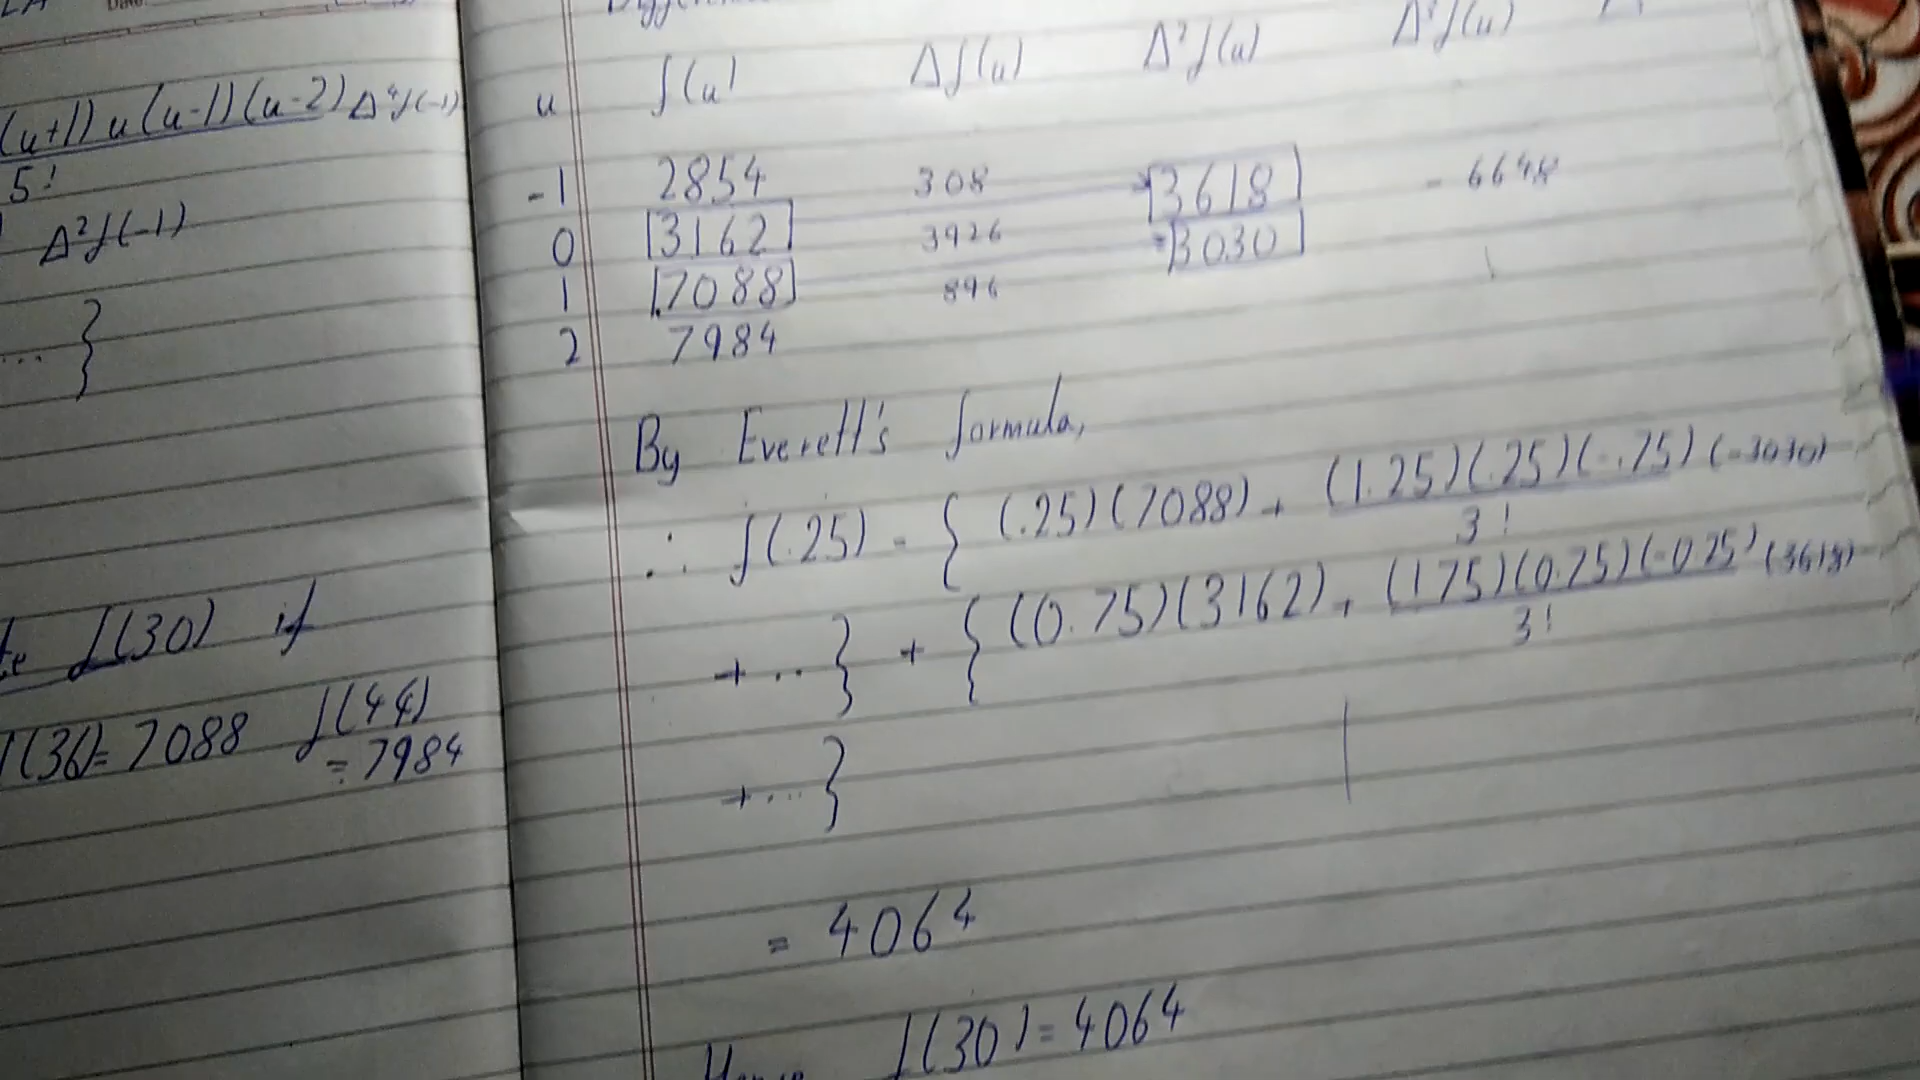 (u+1)u(u-1)(u-2) Δ⁴f(-1)
5!
Δ²f(-1)
... }
f(30) if
f(36)=7088 f(44)
=7984
u f(u) Δf(u) Δ²f(u) Δ³f(u)
-1 2854 308 3618 -6648
0 3162 3926 -3030
1 7088 896
2 7984
By Everett's formula,
∴ f(.25) = { (.25)(7088) + (1.25)(.25)(-.75)(-3030)
3!
+ ... } + { (0.75)(3162) + (1.75)(0.75)(-0.25)(3618)
3!
+ ... }
= 4064
f(30)=4064